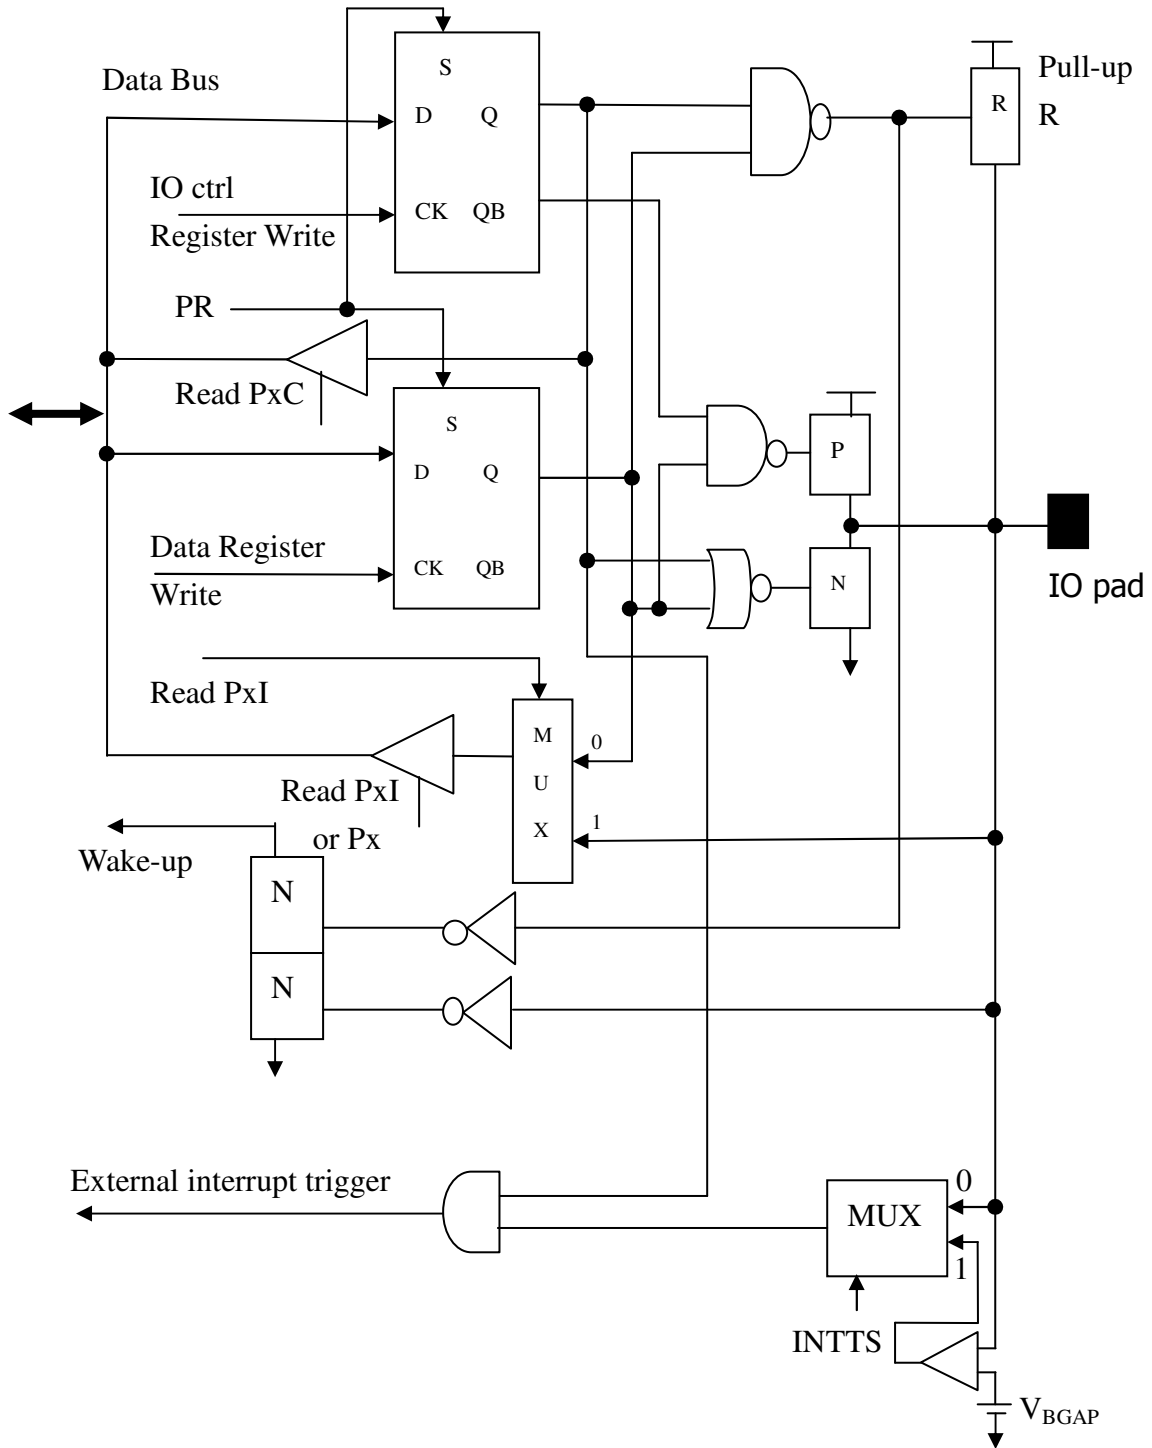 Data Bus
S
D
Q
R
Pull-up
R
IO ctrl
Register Write
CK
QB
PR
Read PxC
S
D
Q
P
Data Register
Write
CK
QB
N
IO pad
Read PxI
M
U
X
0
1
Read PxI
or Px
Wake-up
N
N
External interrupt trigger
MUX
0
1
INTTS
VBGAP